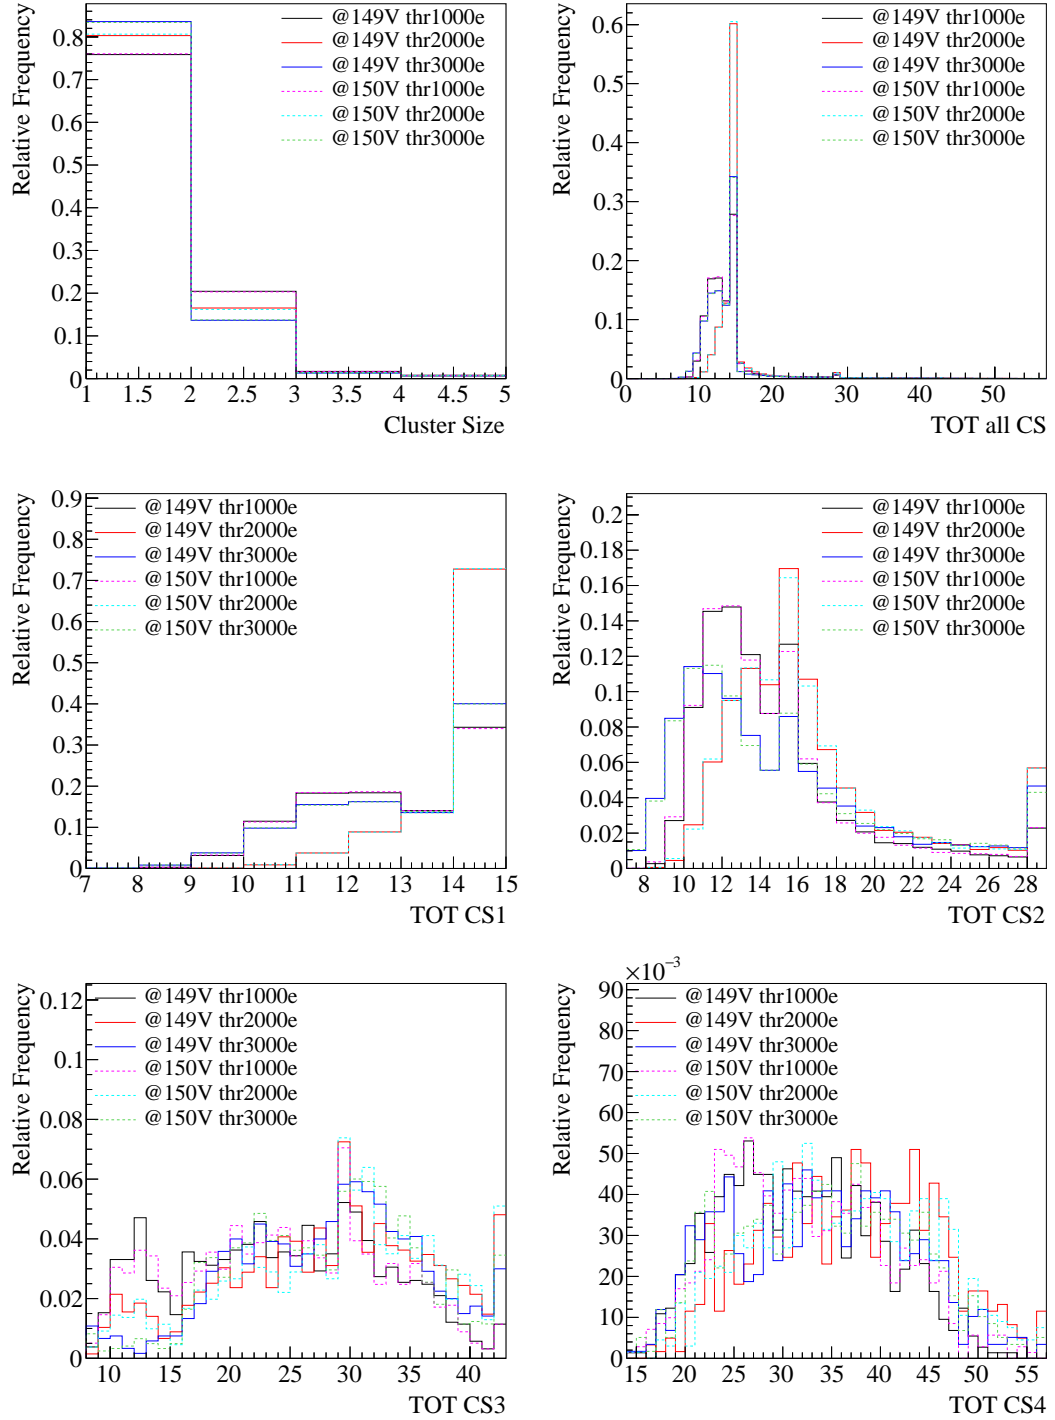 Relative Frequency
0.8
0.7
0.6
0.5
0.4
0.3
0.2
0.1
0
1 1.5 2 2.5 3 3.5 4 4.5 5
Cluster Size
@149V thr1000e
@149V thr2000e
@149V thr3000e
@150V thr1000e
@150V thr2000e
@150V thr3000e
Relative Frequency
0.6
0.5
0.4
0.3
0.2
0.1
0
0 10 20 30 40 50
TOT all CS
@149V thr1000e
@149V thr2000e
@149V thr3000e
@150V thr1000e
@150V thr2000e
@150V thr3000e
Relative Frequency
0.9
0.8
0.7
0.6
0.5
0.4
0.3
0.2
0.1
0
7 8 9 10 11 12 13 14 15
TOT CS1
@149V thr1000e
@149V thr2000e
@149V thr3000e
@150V thr1000e
@150V thr2000e
@150V thr3000e
Relative Frequency
0.2
0.18
0.16
0.14
0.12
0.1
0.08
0.06
0.04
0.02
0
8 10 12 14 16 18 20 22 24 26 28
TOT CS2
@149V thr1000e
@149V thr2000e
@149V thr3000e
@150V thr1000e
@150V thr2000e
@150V thr3000e
Relative Frequency
0.12
0.1
0.08
0.06
0.04
0.02
0
10 15 20 25 30 35 40
TOT CS3
@149V thr1000e
@149V thr2000e
@149V thr3000e
@150V thr1000e
@150V thr2000e
@150V thr3000e
Relative Frequency
×10⁻³
90
80
70
60
50
40
30
20
10
0
15 20 25 30 35 40 45 50 55
TOT CS4
@149V thr1000e
@149V thr2000e
@149V thr3000e
@150V thr1000e
@150V thr2000e
@150V thr3000e